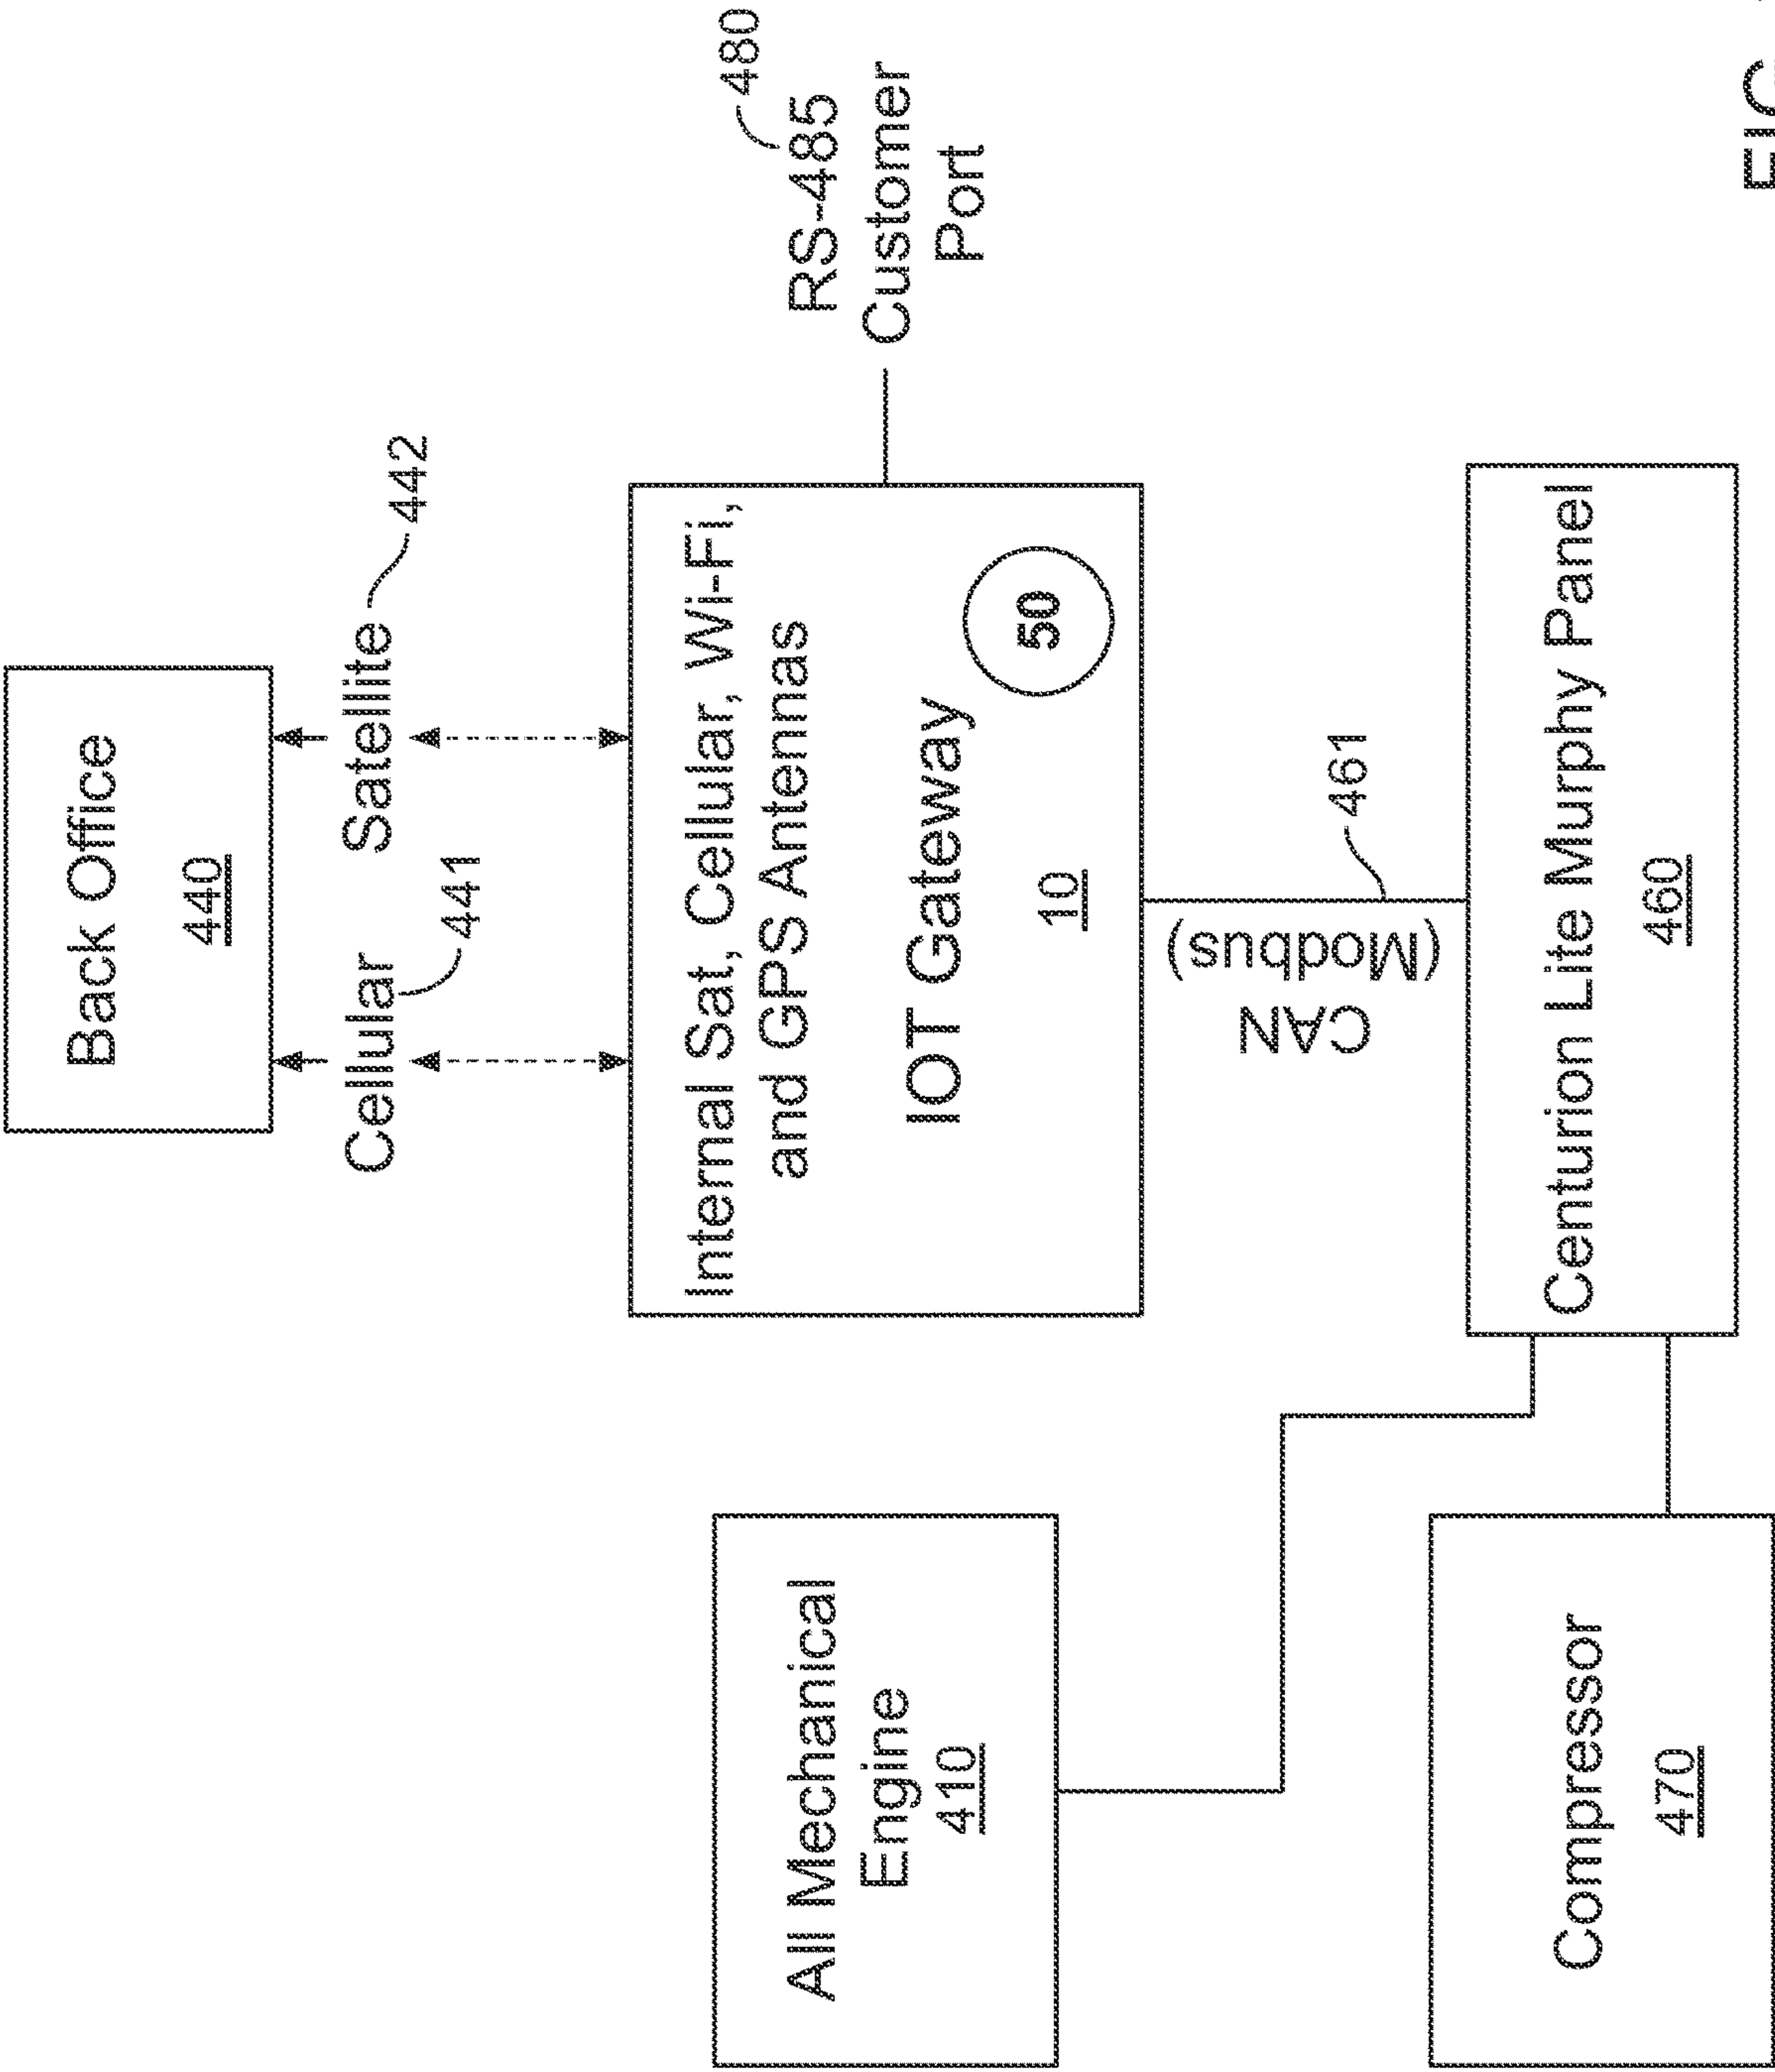 Back Office
440
Cellular
441
Satellite
442
Internal Sat, Cellular, Wi-Fi,
and GPS Antennas
IOT Gateway
10
50
480
RS-485
Customer
Port
CAN
(Modbus)
461
Centurion Lite Murphy Panel
460
All Mechanical
Engine
410
Compressor
470